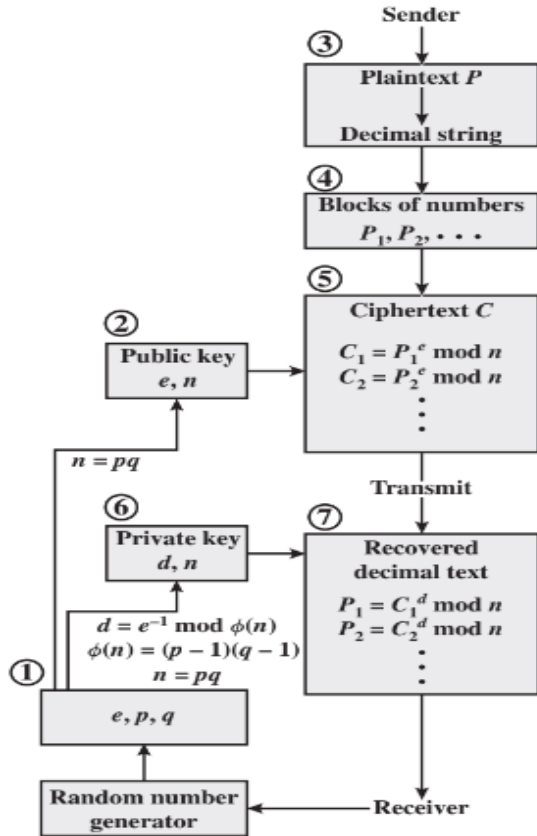 Sender
③
Plaintext P
Decimal string
④
Blocks of numbers
P₁, P₂, • • •
⑤
Ciphertext C
C₁ = P₁ᵉ mod n
C₂ = P₂ᵉ mod n
•
•
•
②
Public key
e, n
n = pq
Transmit
⑥
Private key
d, n
⑦
Recovered
decimal text
P₁ = C₁ᵈ mod n
P₂ = C₂ᵈ mod n
•
•
•
d = e⁻¹ mod ϕ(n)
ϕ(n) = (p − 1)(q − 1)
n = pq
①
e, p, q
Random number
generator
Receiver